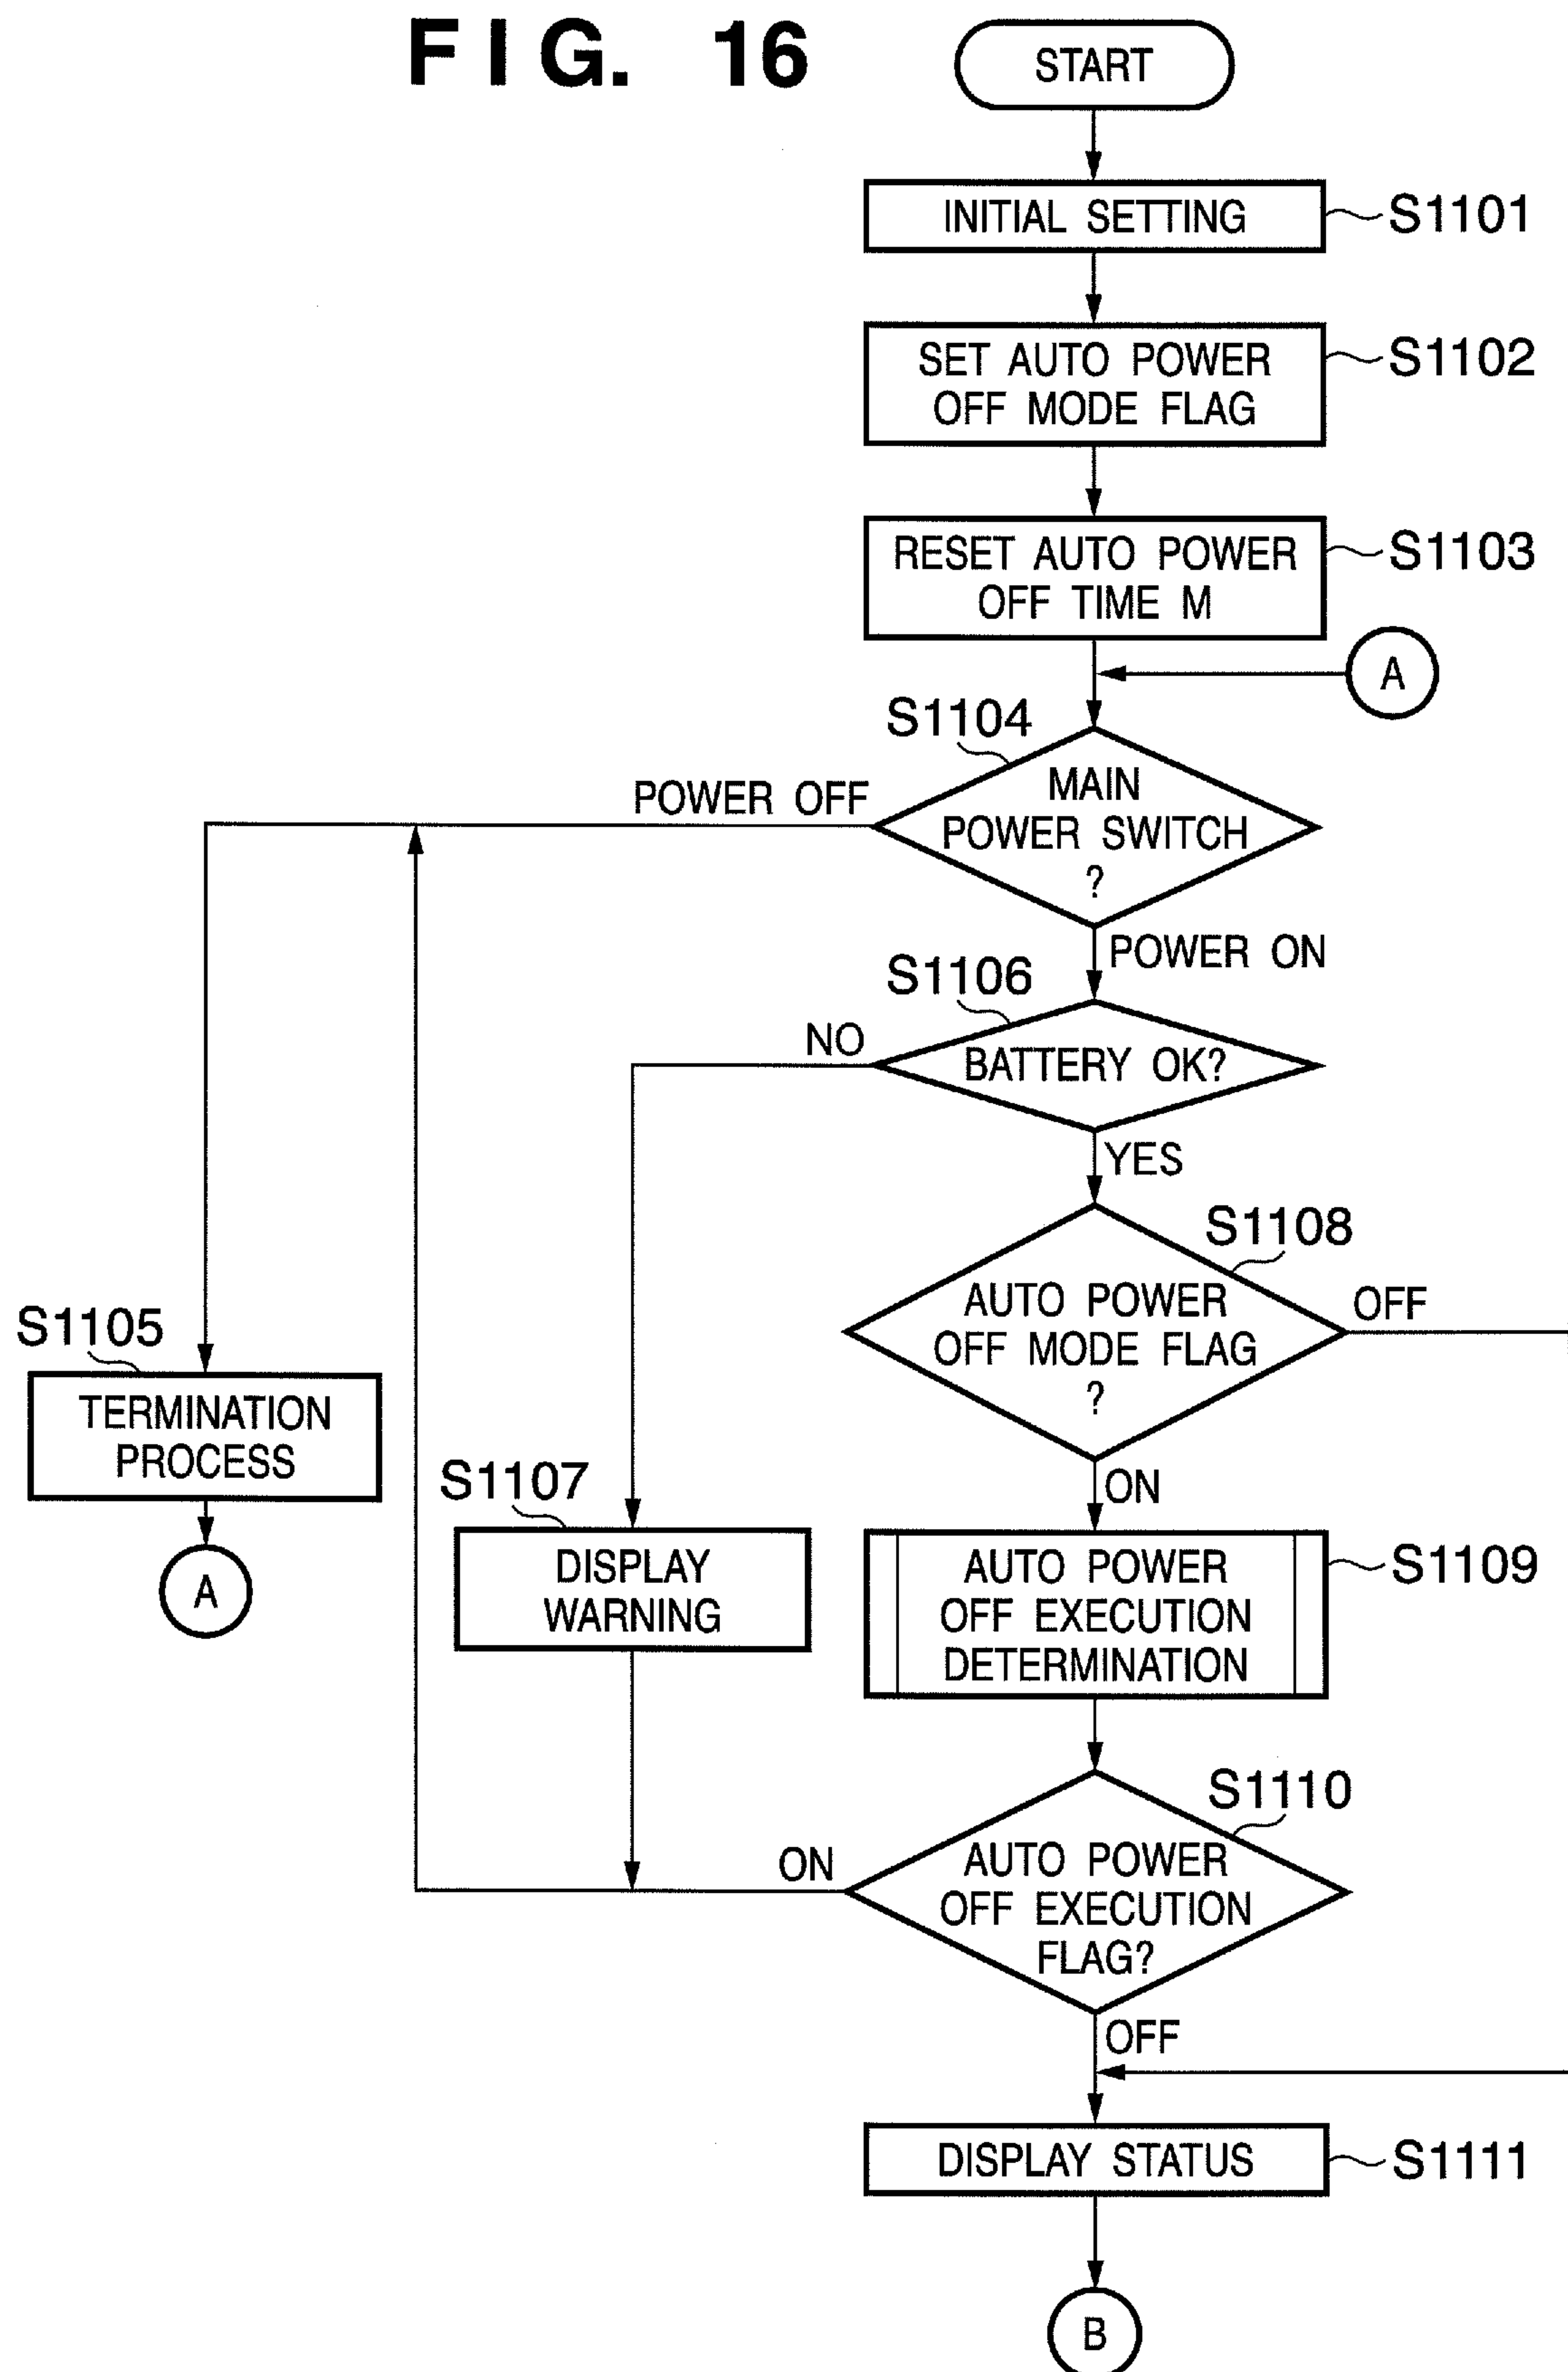 FIG. 16
START
INITIAL SETTING
S1101
SET AUTO POWER
OFF MODE FLAG
S1102
RESET AUTO POWER
OFF TIME M
S1103
A
S1104
MAIN
POWER SWITCH
?
POWER OFF
POWER ON
S1106
BATTERY OK?
NO
YES
S1108
AUTO POWER
OFF MODE FLAG
?
OFF
ON
S1105
TERMINATION
PROCESS
A
S1107
DISPLAY
WARNING
AUTO POWER
OFF EXECUTION
DETERMINATION
S1109
S1110
AUTO POWER
OFF EXECUTION
FLAG?
ON
OFF
DISPLAY STATUS
S1111
B